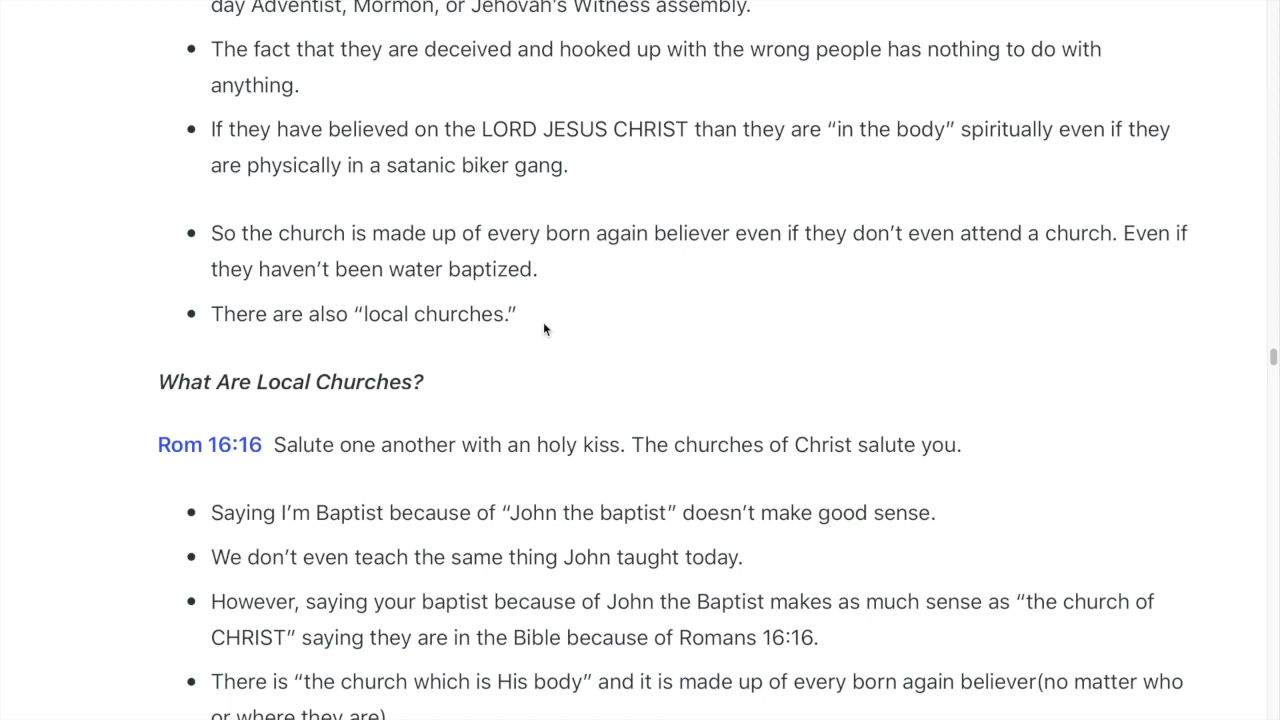 day Adventist, Mormon, or Jehovah's Witness assembly.
• The fact that they are deceived and hooked up with the wrong people has nothing to do with
anything.
• If they have believed on the LORD JESUS CHRIST than they are “in the body” spiritually even if they
are physically in a satanic biker gang.
• So the church is made up of every born again believer even if they don’t even attend a church. Even if
they haven’t been water baptized.
• There are also “local churches.”
What Are Local Churches?
Rom 16:16 Salute one another with an holy kiss. The churches of Christ salute you.
• Saying I’m Baptist because of “John the baptist” doesn’t make good sense.
• We don’t even teach the same thing John taught today.
• However, saying your baptist because of John the Baptist makes as much sense as “the church of
CHRIST” saying they are in the Bible because of Romans 16:16.
• There is “the church which is His body” and it is made up of every born again believer(no matter who
or where they are)